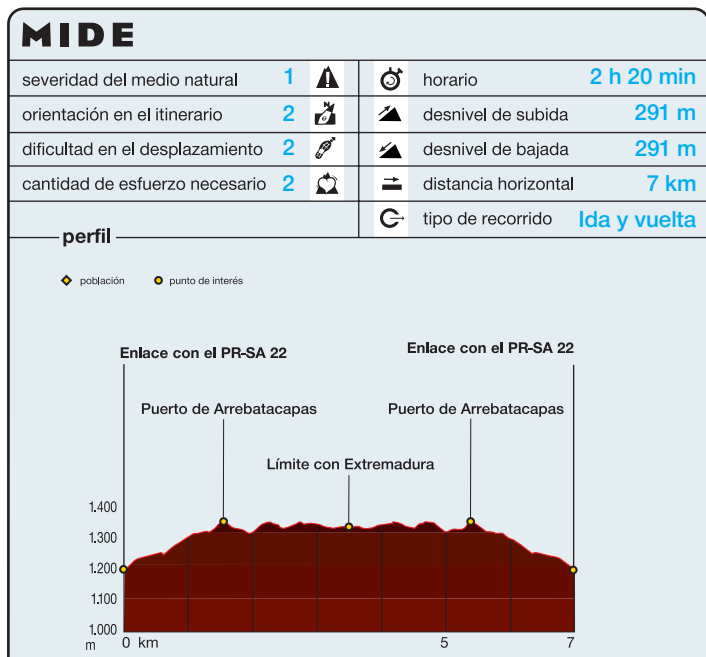 MIDE
severidad del medio natural 1
orientación en el itinerario 2
dificultad en el desplazamiento 2
cantidad de esfuerzo necesario 2
horario 2 h 20 min
desnivel de subida 291 m
desnivel de bajada 291 m
distancia horizontal 7 km
tipo de recorrido Ida y vuelta
perfil
población punto de interés
Enlace con el PR-SA 22 Enlace con el PR-SA 22
Puerto de Arrebatacapas Puerto de Arrebatacapas
Límite con Extremadura
1.400
1.300
1.200
1.100
1.000
m 0 km 5 7